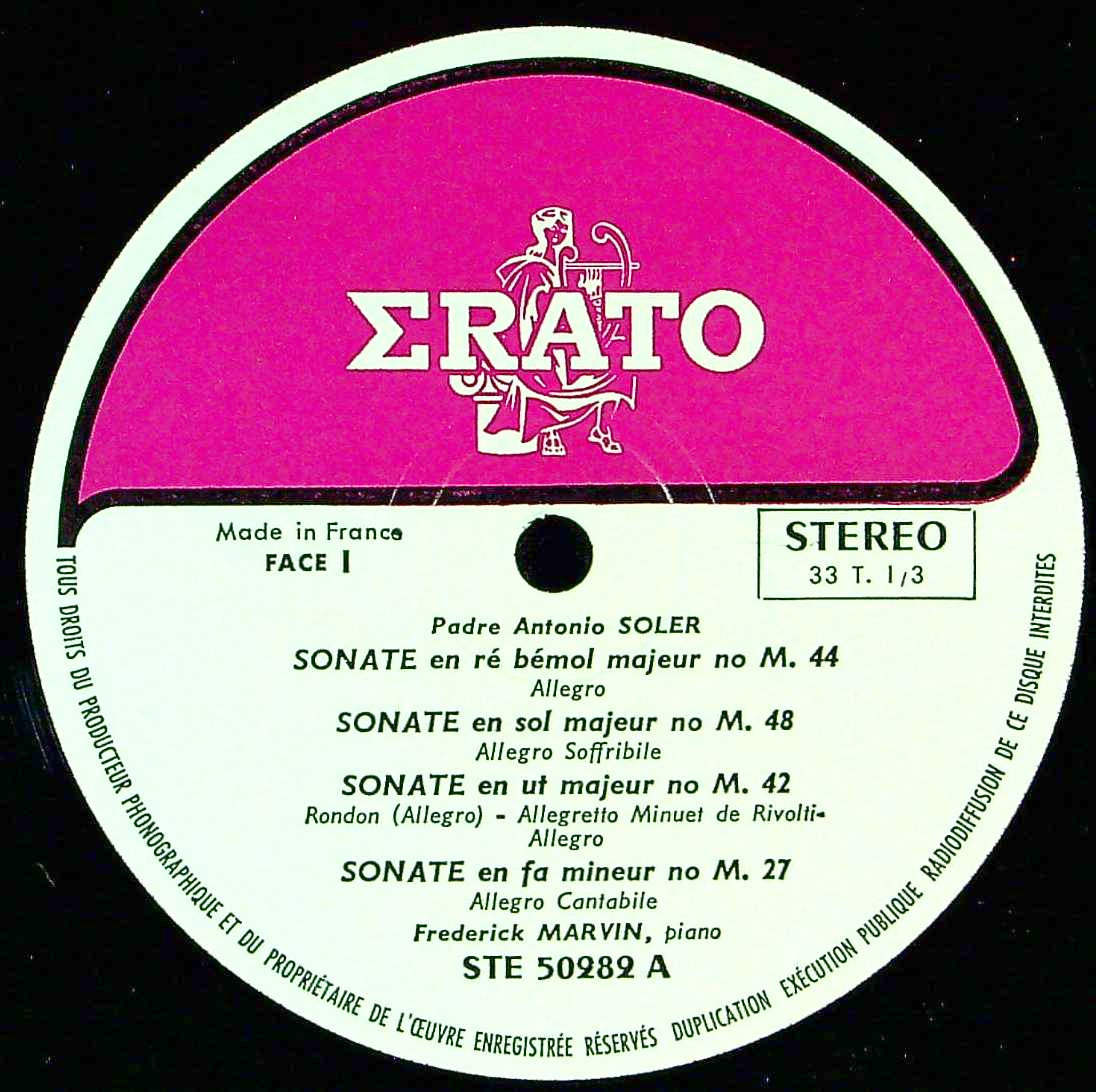 ΣRATO
Made in France
FACE 1
STEREO
33 T. 1/3
Padre Antonio SOLER
SONATE en ré bémol majeur no M. 44
Allegro
SONATE en sol majeur no M. 48
Allegro Soffribile
SONATE en ut majeur no M. 42
Rondon (Allegro) - Allegretto Minuet de Rivolti-
Allegro
SONATE en fa mineur no M. 27
Allegro Cantabile
Frederick MARVIN, piano
STE 50282 A
TOUS DROITS DU PRODUCTEUR PHONOGRAPHIQUE ET DU PROPRIÉTAIRE DE L'ŒUVRE ENREGISTRÉE RÉSERVÉS DUPLICATION EXÉCUTION PUBLIQUE RADIODIFFUSION DE CE DISQUE INTERDITES